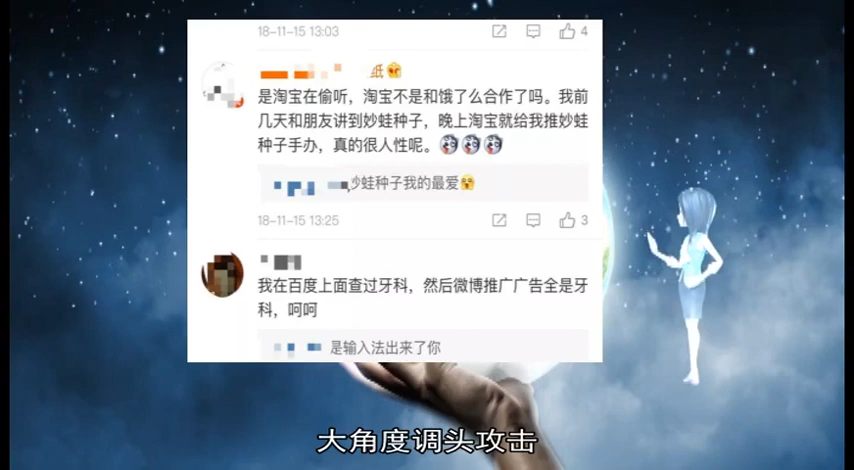 18-11-15 13:03
4
是淘宝在偷听，淘宝不是和饿了么合作了吗。我前
几天和朋友讲到妙蛙种子，晚上淘宝就给我推妙蛙
种子手办，真的很人性呢。
妙蛙种子我的最爱
18-11-15 13:25
3
我在百度上面查过牙科，然后微博推广广告全是牙
科，呵呵
是输入法出来了你
大角度调头攻击